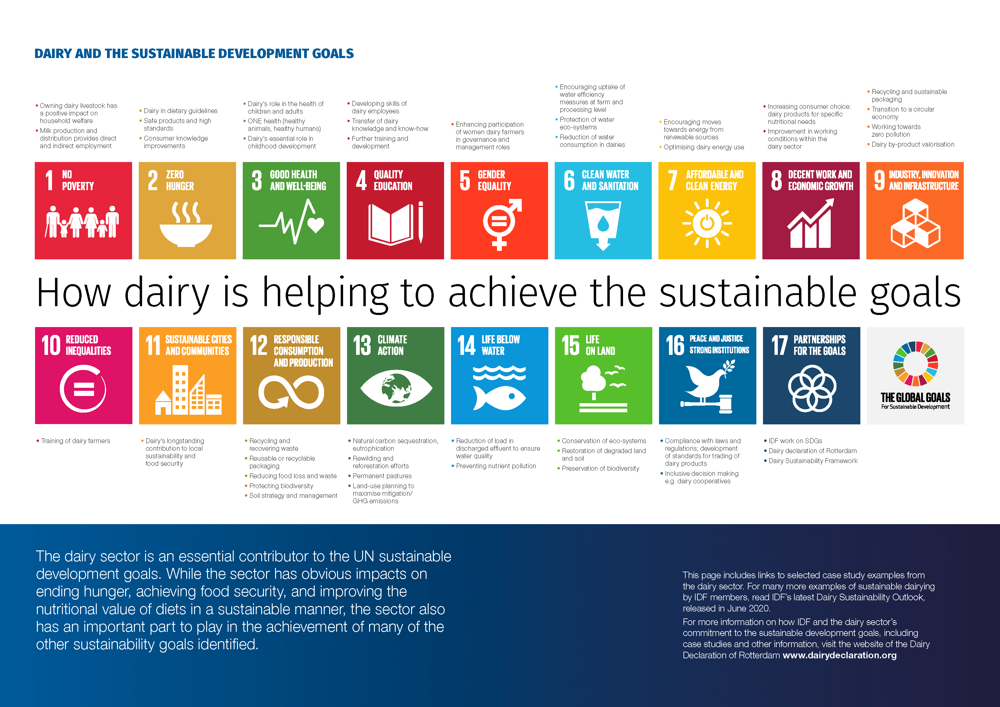 DAIRY AND THE SUSTAINABLE DEVELOPMENT GOALS
• Owning dairy livestock has
a positive impact on
household welfare
• Milk production and
distribution provides direct
and indirect employment
• Dairy in dietary guidelines
• Safe products and high
standards
• Consumer knowledge
improvements
• Dairy's role in the health of
children and adults
• ONE health (healthy
animals, healthy humans)
• Dairy's essential role in
childhood development
• Developing skills of
dairy employees
• Transfer of dairy
knowledge and know-how
• Further training and
development
• Enhancing participation
of women dairy farmers
in governance and
management roles
• Encouraging uptake of
water efficiency
measures at farm and
processing level
• Protection of water
eco-systems
• Reduction of water
consumption in dairies
• Encouraging moves
towards energy from
renewable sources
• Optimising dairy energy use
• Increasing consumer choice:
dairy products for specific
nutritional needs
• Improvement in working
conditions within the
dairy sector
• Recycling and sustainable
packaging
• Transition to a circular
economy
• Working towards
zero pollution
• Dairy by-product valorisation
1 NO
POVERTY
2 ZERO
HUNGER
3 GOOD HEALTH
AND WELL-BEING
4 QUALITY
EDUCATION
5 GENDER
EQUALITY
6 CLEAN WATER
AND SANITATION
7 AFFORDABLE AND
CLEAN ENERGY
8 DECENT WORK AND
ECONOMIC GROWTH
9 INDUSTRY, INNOVATION
AND INFRASTRUCTURE
How dairy is helping to achieve the sustainable goals
10 REDUCED
INEQUALITIES
11 SUSTAINABLE CITIES
AND COMMUNITIES
12 RESPONSIBLE
CONSUMPTION
AND PRODUCTION
13 CLIMATE
ACTION
14 LIFE BELOW
WATER
15 LIFE
ON LAND
16 PEACE AND JUSTICE
STRONG INSTITUTIONS
17 PARTNERSHIPS
FOR THE GOALS
THE GLOBAL GOALS
For Sustainable Development
• Training of dairy farmers
• Dairy's longstanding
contribution to local
sustainability and
food security
• Recycling and
recovering waste
• Reusable or recyclable
packaging
• Reducing food loss and waste
• Protecting biodiversity
• Soil strategy and management
• Natural carbon sequestration,
eutrophication
• Rewilding and
reforestation efforts
• Permanent pastures
• Land-use planning to
maximise mitigation/
GHG emissions
• Reduction of load in
discharged effluent to ensure
water quality
• Preventing nutrient pollution
• Conservation of eco-systems
• Restoration of degraded land
and soil
• Preservation of biodiversity
• Compliance with laws and
regulations; development
of standards for trading of
dairy products
• Inclusive decision making
e.g. dairy cooperatives
• IDF work on SDGs
• Dairy declaration of Rotterdam
• Dairy Sustainability Framework
The dairy sector is an essential contributor to the UN sustainable
development goals. While the sector has obvious impacts on
ending hunger, achieving food security, and improving the
nutritional value of diets in a sustainable manner, the sector also
has an important part to play in the achievement of many of the
other sustainability goals identified.
This page includes links to selected case study examples from
the dairy sector. For many more examples of sustainable dairying
by IDF members, read IDF's latest Dairy Sustainability Outlook,
released in June 2020.
For more information on how IDF and the dairy sector's
commitment to the sustainable development goals, including
case studies and other information, visit the website of the Dairy
Declaration of Rotterdam www.dairydeclaration.org